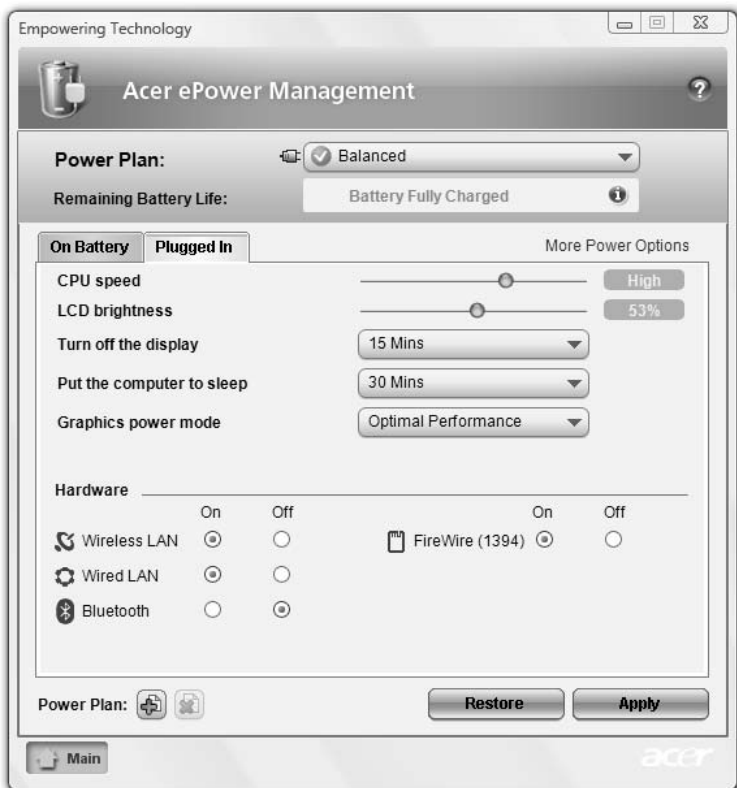 Empowering Technology
Acer ePower Management
?
Power Plan:
Balanced
Remaining Battery Life:
Battery Fully Charged
i
On Battery
Plugged In
More Power Options
CPU speed
High
LCD brightness
53%
Turn off the display
15 Mins
Put the computer to sleep
30 Mins
Graphics power mode
Optimal Performance
Hardware
On Off On Off
Wireless LAN
FireWire (1394)
Wired LAN
Bluetooth
Power Plan:
Restore
Apply
Main
acer